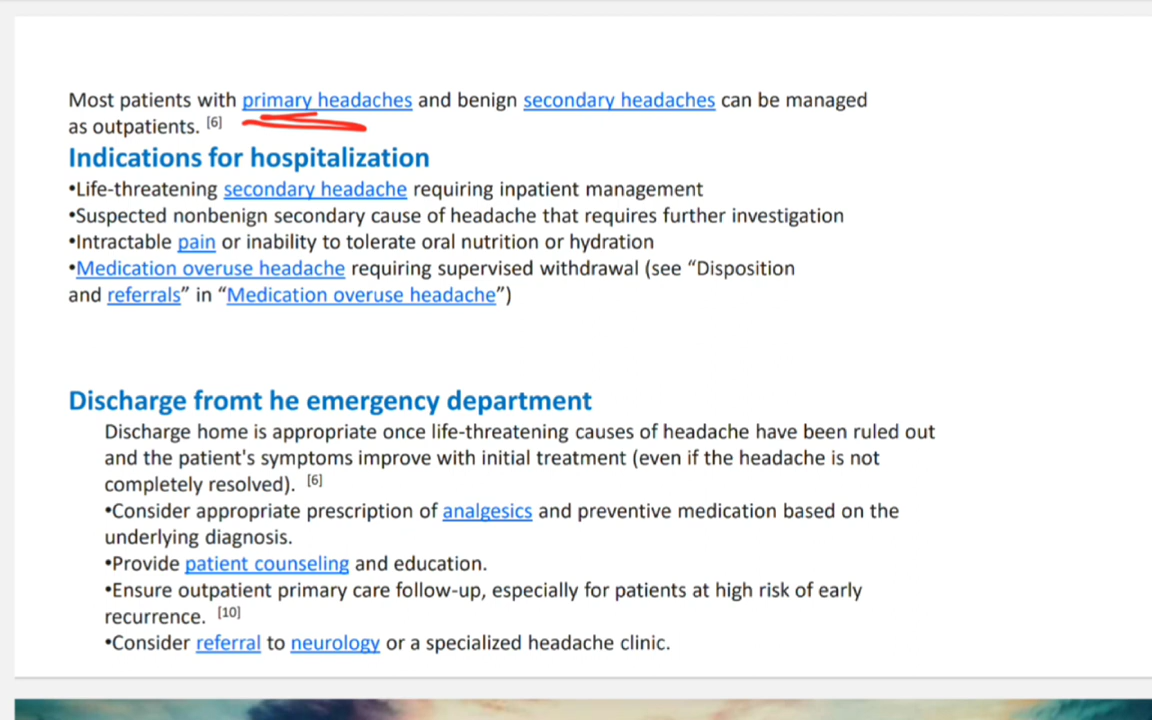 Most patients with primary headaches and benign secondary headaches can be managed
as outpatients. [6]
Indications for hospitalization
•Life-threatening secondary headache requiring inpatient management
•Suspected nonbenign secondary cause of headache that requires further investigation
•Intractable pain or inability to tolerate oral nutrition or hydration
•Medication overuse headache requiring supervised withdrawal (see “Disposition
and referrals” in “Medication overuse headache”)
Discharge fromt he emergency department
Discharge home is appropriate once life-threatening causes of headache have been ruled out
and the patient's symptoms improve with initial treatment (even if the headache is not
completely resolved). [6]
•Consider appropriate prescription of analgesics and preventive medication based on the
underlying diagnosis.
•Provide patient counseling and education.
•Ensure outpatient primary care follow-up, especially for patients at high risk of early
recurrence. [10]
•Consider referral to neurology or a specialized headache clinic.